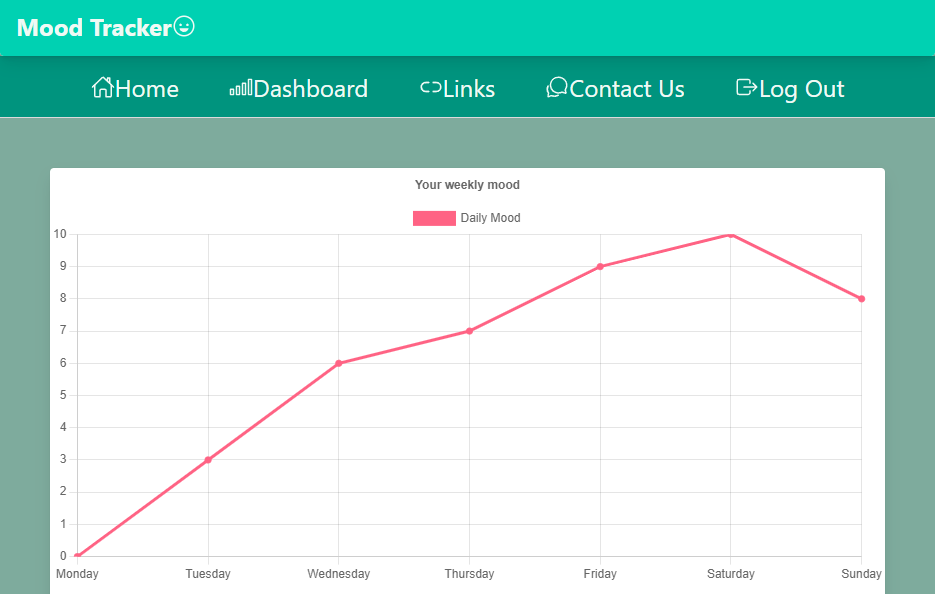 Mood Tracker
Home Dashboard Links Contact Us Log Out
Your weekly mood
Daily Mood
10
9
8
7
6
5
4
3
2
1
0
Monday Tuesday Wednesday Thursday Friday Saturday Sunday